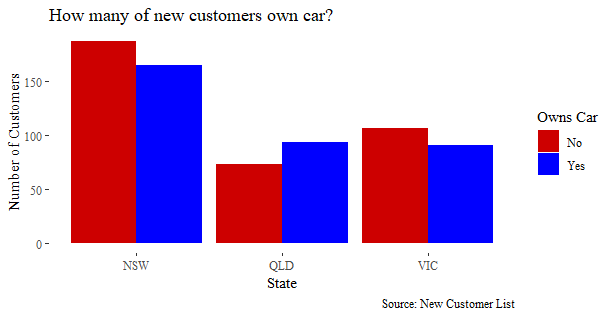 How many of new customers own car?
Number of Customers
150
100
50
0
NSW QLD VIC
State
Owns Car
No
Yes
Source: New Customer List